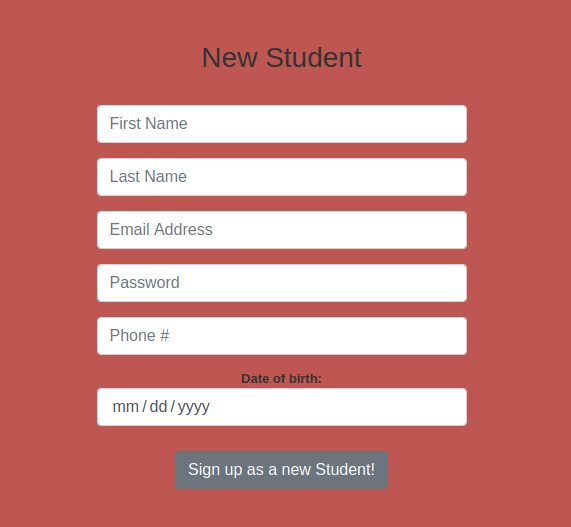 New Student
First Name
Last Name
Email Address
Password
Phone #
Date of birth:
mm/dd/yyyy
Sign up as a new Student!